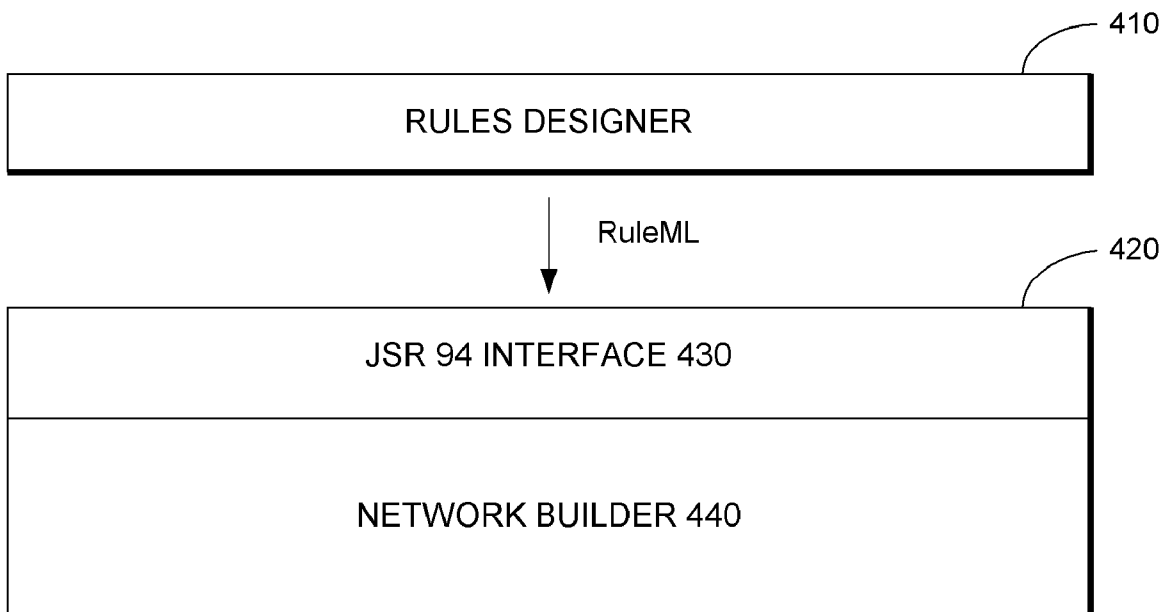 410
RULES DESIGNER
RuleML
420
JSR 94 INTERFACE 430
NETWORK BUILDER 440